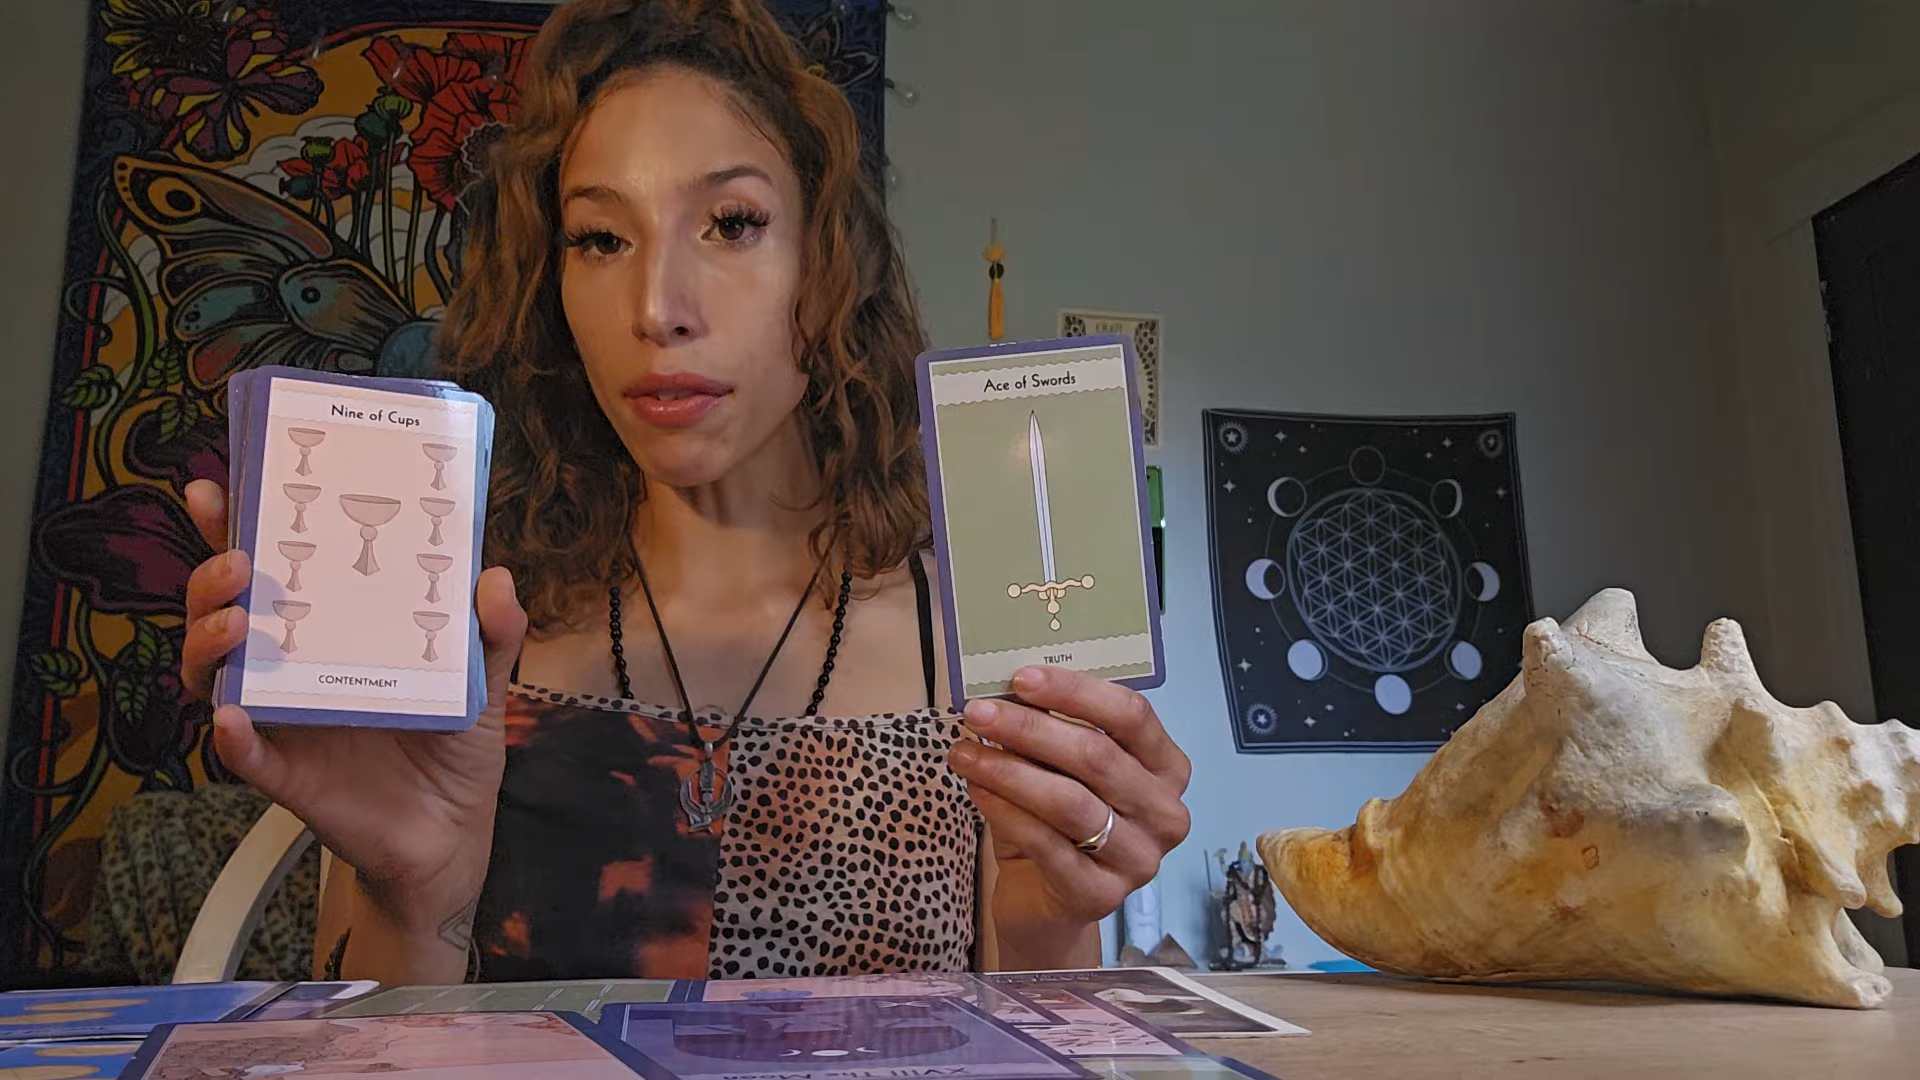 Nine of Cups
CONTENTMENT
Ace of Swords
TRUTH
XVIII The Moon